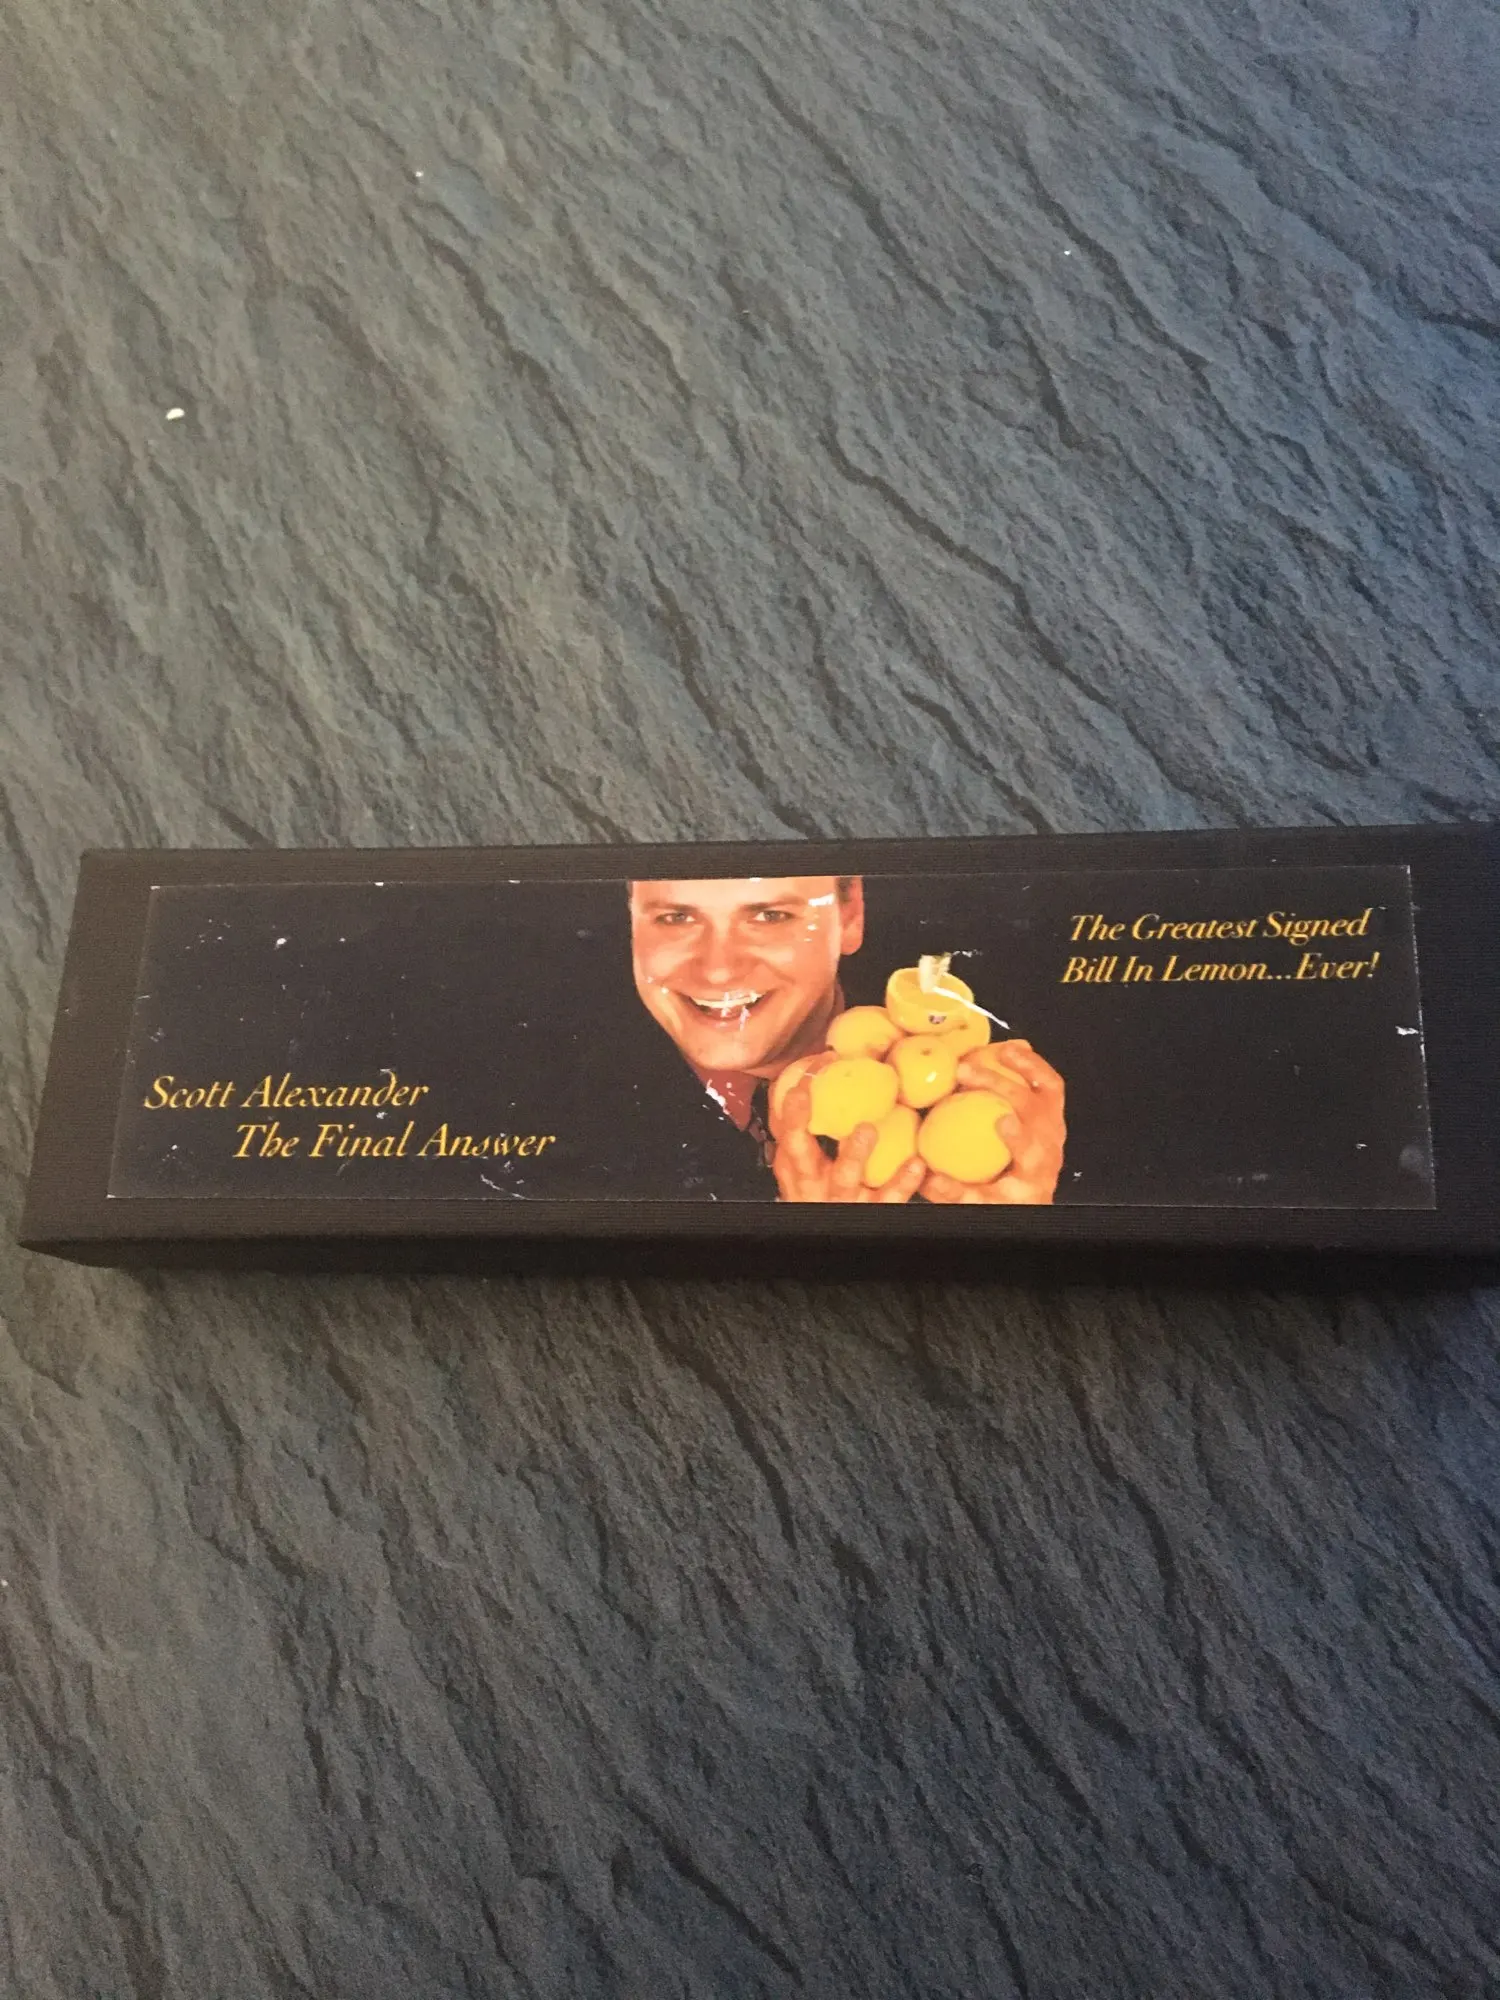 Scott Alexander
The Final Answer
The Greatest Signed
Bill In Lemon...Ever!